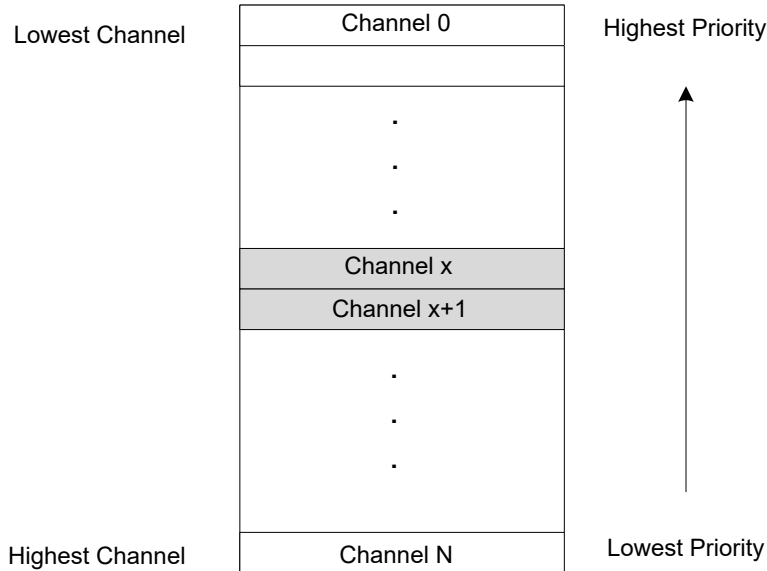 Lowest Channel
Channel 0
Highest Priority
.
.
.
Channel x
Channel x+1
.
.
.
Highest Channel
Channel N
Lowest Priority